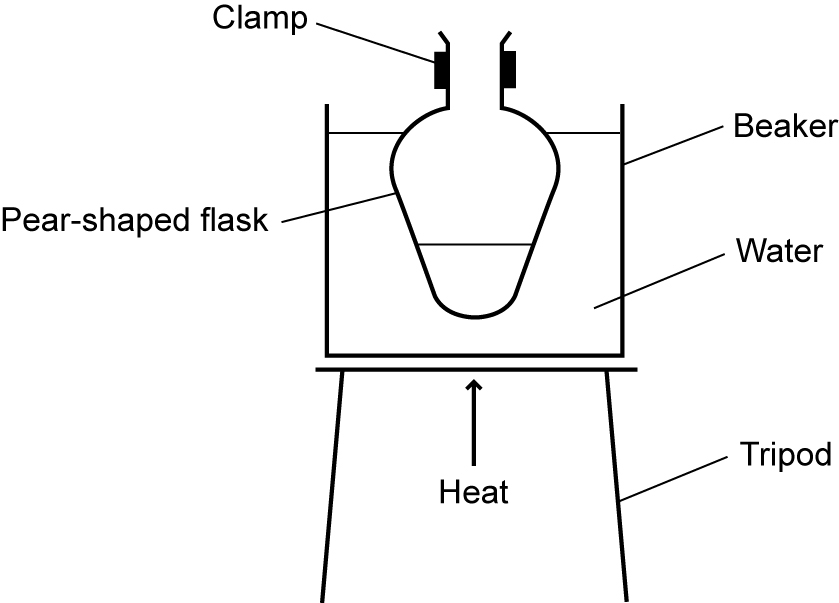 Clamp
Beaker
Pear-shaped flask
Water
Tripod
Heat